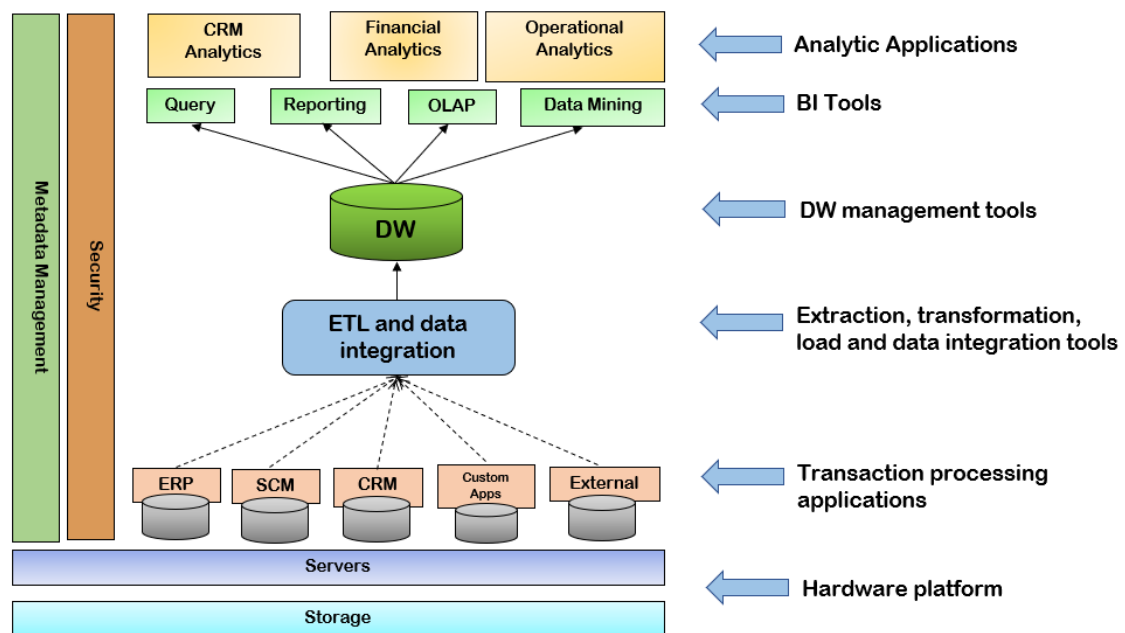 CRM
Analytics
Financial
Analytics
Operational
Analytics
Analytic Applications
Query
Reporting
OLAP
Data Mining
BI Tools
Metadata Management
Security
DW
DW management tools
ETL and data
integration
Extraction, transformation,
load and data integration tools
ERP
SCM
CRM
Custom
Apps
External
Transaction processing
applications
Servers
Hardware platform
Storage